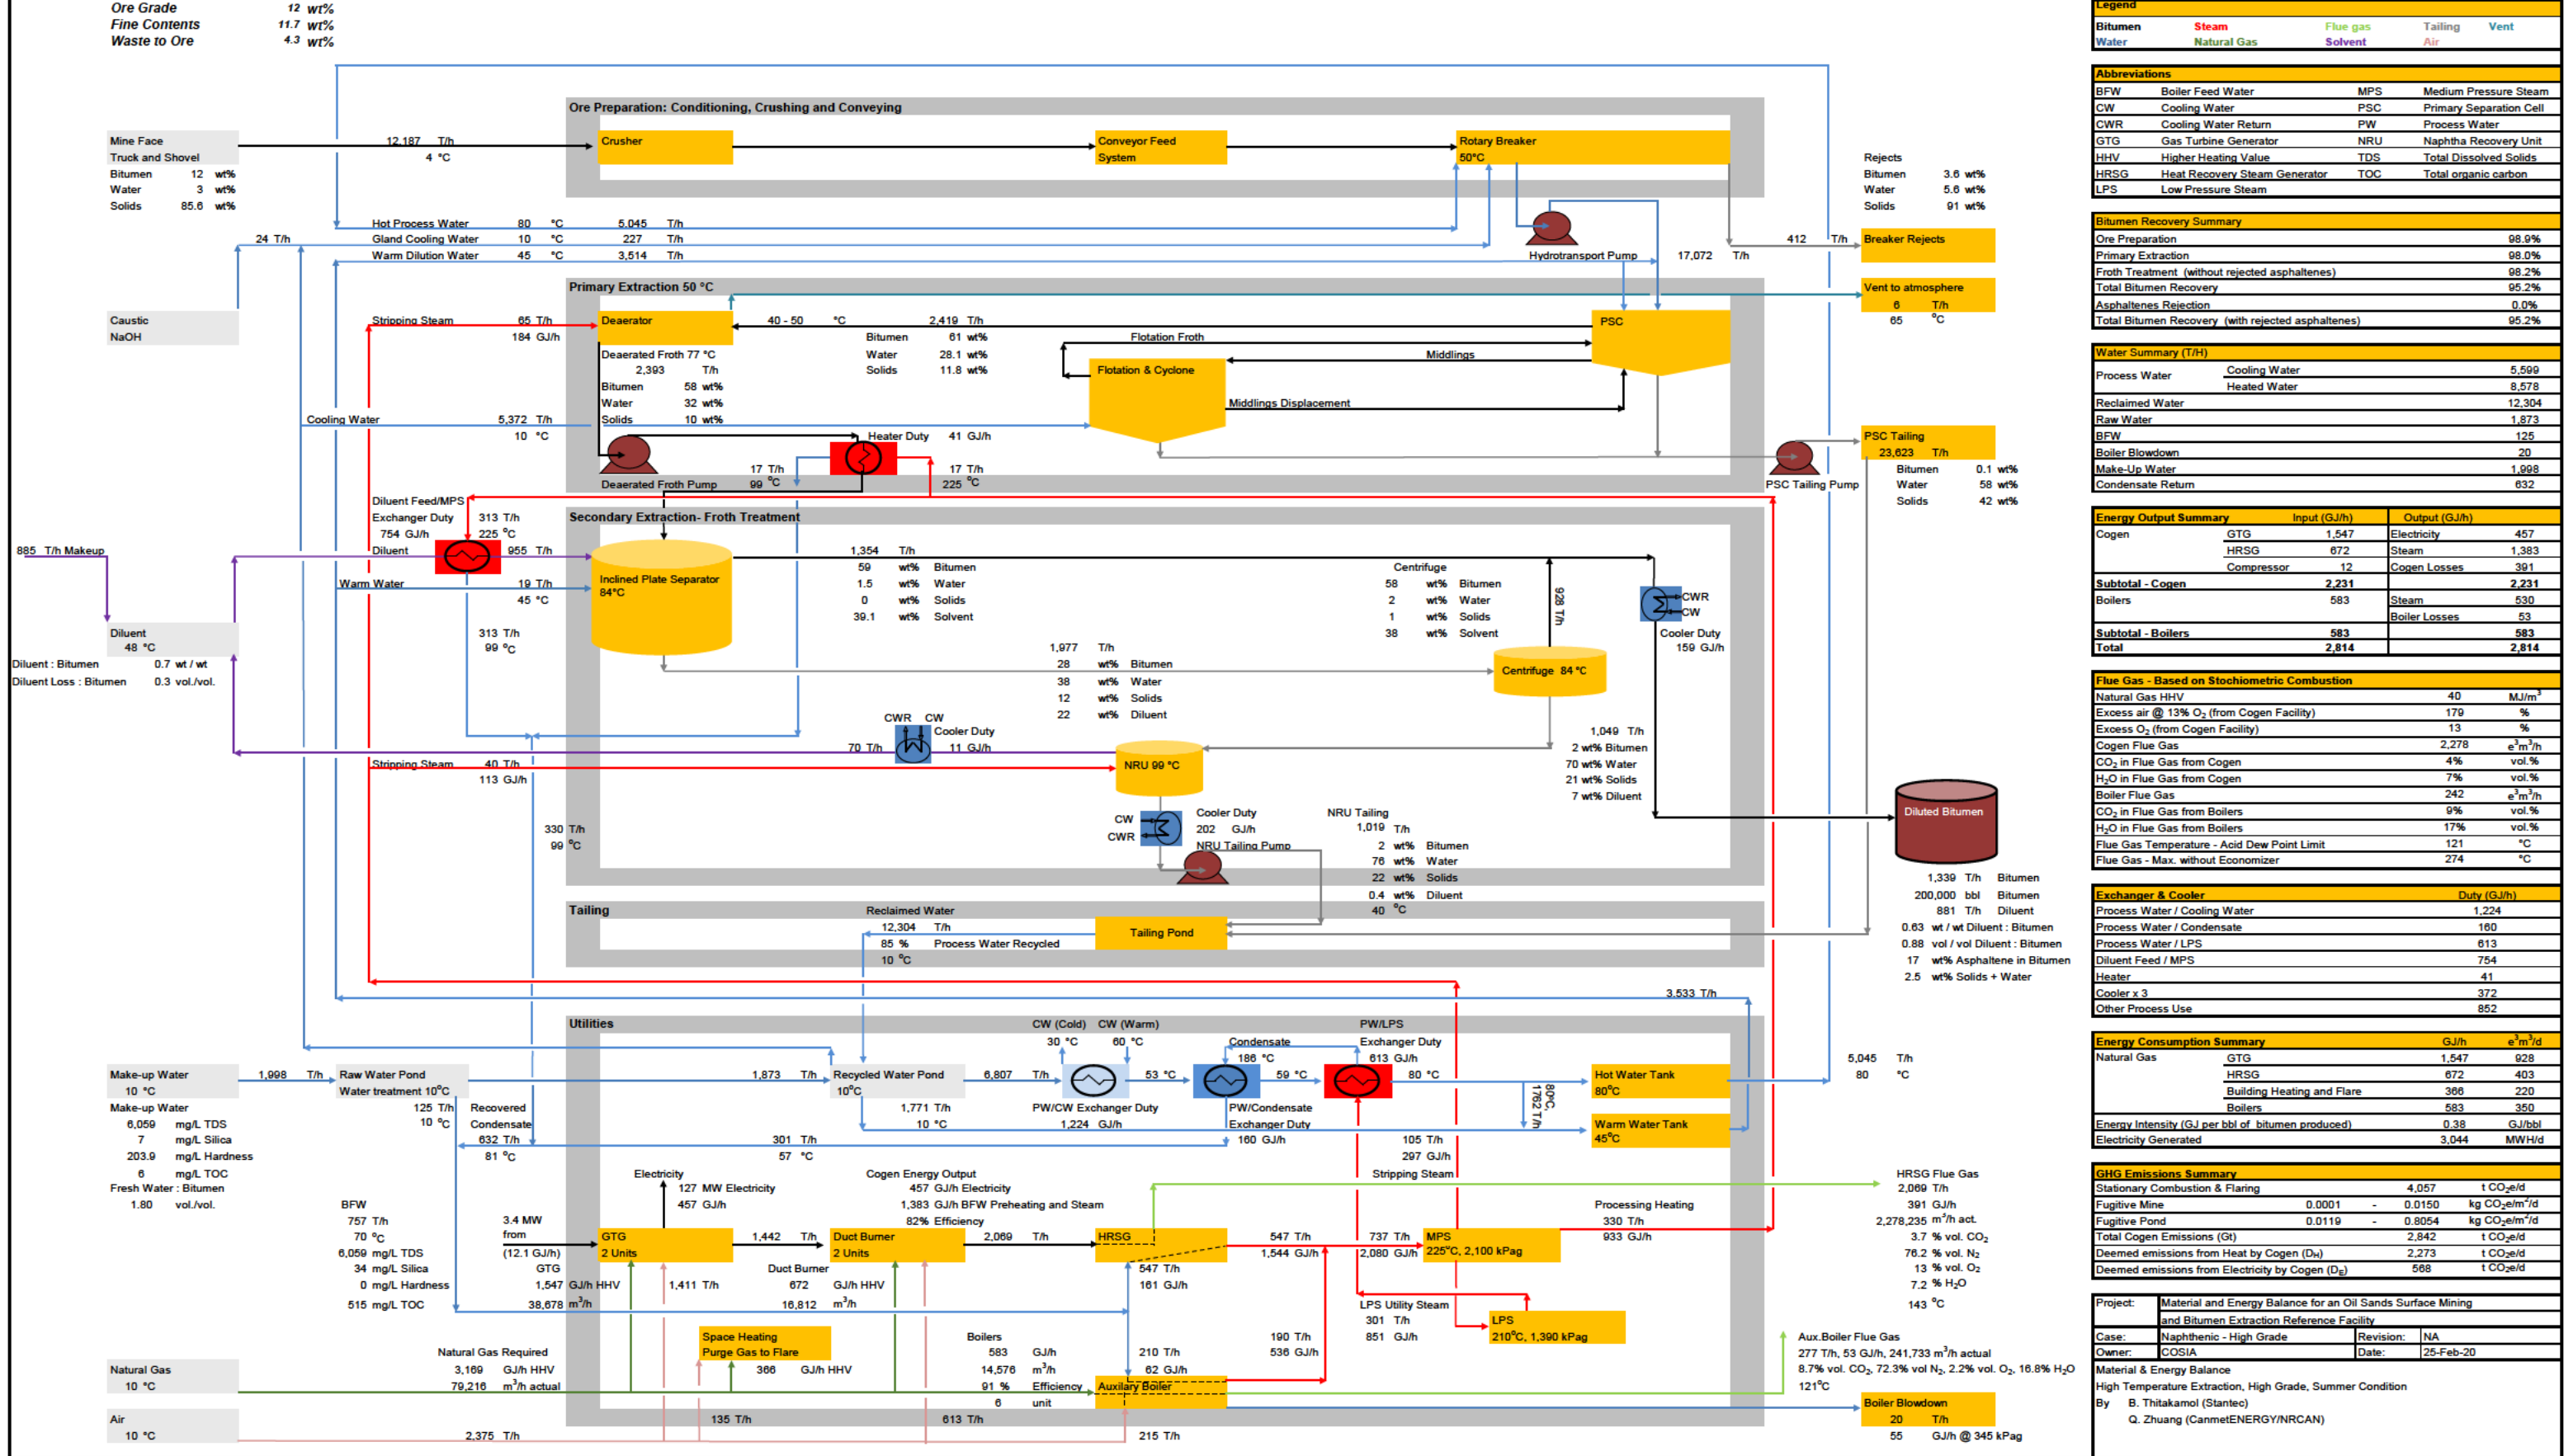 Ore Grade 12 wt%
Fine Contents 11.7 wt%
Waste to Ore 4.3 wt%
Ore Preparation: Conditioning, Crushing and Conveying
Mine Face
Truck and Shovel
Bitumen 12 wt%
Water 3 wt%
Solids 85.6 wt%
12,187 T/h
4 °C
Crusher
Conveyor Feed
System
Rotary Breaker
50°C
Rejects
Bitumen 3.6 wt%
Water 5.6 wt%
Solids 91 wt%
Hot Process Water 80 °C 5,045 T/h
24 T/h
Gland Cooling Water 10 °C 227 T/h
Warm Dilution Water 45 °C 3,514 T/h
Hydrotransport Pump
17,072 T/h
412 T/h
Breaker Rejects
Caustic
NaOH
Primary Extraction 50 °C
Stripping Steam 65 T/h
184 GJ/h
Deaerator
40 - 50 °C 2,419 T/h
Bitumen 61 wt%
Water 28.1 wt%
Solids 11.8 wt%
Deaerated Froth 77 °C
2,393 T/h
Bitumen 58 wt%
Water 32 wt%
Solids 10 wt%
Flotation Froth
Middlings
Flotation & Cyclone
Middlings Displacement
PSC
Vent to atmosphere
6 T/h
65 °C
Cooling Water 5,372 T/h
10 °C
Heater Duty 41 GJ/h
17 T/h
99 °C
17 T/h
225 °C
Deaerated Froth Pump
PSC Tailing Pump
PSC Tailing
23,623 T/h
Bitumen 0.1 wt%
Water 58 wt%
Solids 42 wt%
Diluent Feed/MPS
Exchanger Duty 313 T/h
754 GJ/h 225 °C
Secondary Extraction- Froth Treatment
885 T/h Makeup
Diluent 955 T/h
Warm Water 19 T/h
45 °C
313 T/h
99 °C
Diluent
48 °C
Diluent : Bitumen 0.7 wt / wt
Diluent Loss : Bitumen 0.3 vol./vol.
Inclined Plate Separator
84°C
1,354 T/h
59 wt% Bitumen
1.5 wt% Water
0 wt% Solids
39.1 wt% Solvent
Centrifuge
58 wt% Bitumen
2 wt% Water
1 wt% Solids
38 wt% Solvent
928 T/h
CWR
CW
Cooler Duty
159 GJ/h
1,977 T/h
28 wt% Bitumen
38 wt% Water
12 wt% Solids
22 wt% Diluent
Centrifuge 84 °C
CWR CW
Cooler Duty
70 T/h 11 GJ/h
Stripping Steam 40 T/h
113 GJ/h
NRU 99 °C
1,049 T/h
2 wt% Bitumen
70 wt% Water
21 wt% Solids
7 wt% Diluent
330 T/h
99 °C
CW
CWR
Cooler Duty
202 GJ/h
NRU Tailing Pump
NRU Tailing
1,019 T/h
2 wt% Bitumen
76 wt% Water
22 wt% Solids
0.4 wt% Diluent
40 °C
Diluted Bitumen
1,339 T/h Bitumen
200,000 bbl Bitumen
881 T/h Diluent
0.63 wt / wt Diluent : Bitumen
0.88 vol / vol Diluent : Bitumen
17 wt% Asphaltene in Bitumen
2.5 wt% Solids + Water
Tailing
Reclaimed Water
12,304 T/h
85 % Process Water Recycled
10 °C
Tailing Pond
3,533 T/h
Utilities
CW (Cold) CW (Warm)
30 °C 60 °C
Condensate
186 °C
PW/LPS
Exchanger Duty
613 GJ/h
Make-up Water
10 °C
1,998 T/h
Raw Water Pond
Water treatment 10°C
1,873 T/h
Recycled Water Pond
10°C
6,807 T/h
53 °C
59 °C
80 °C
Hot Water Tank
80°C
5,045 T/h
80 °C
80°C,
1762 T/h
Make-up Water
6,059 mg/L TDS
7 mg/L Silica
203.9 mg/L Hardness
6 mg/L TOC
Fresh Water : Bitumen
1.80 vol./vol.
125 T/h
10 °C
Recovered
Condensate
632 T/h
81 °C
1,771 T/h
10 °C
PW/CW Exchanger Duty
1,224 GJ/h
PW/Condensate
Exchanger Duty
160 GJ/h
Warm Water Tank
45°C
301 T/h
57 °C
105 T/h
297 GJ/h
Stripping Steam
Electricity
127 MW Electricity
457 GJ/h
Cogen Energy Output
457 GJ/h Electricity
1,383 GJ/h BFW Preheating and Steam
82% Efficiency
BFW
757 T/h
70 °C
6,059 mg/L TDS
34 mg/L Silica
0 mg/L Hardness
515 mg/L TOC
3.4 MW
from
(12.1 GJ/h)
GTG
1,547 GJ/h HHV
38,678 m³/h
GTG
2 Units
1,442 T/h
Duct Burner
2 Units
2,069 T/h
HRSG
547 T/h
1,544 GJ/h
737 T/h
2,080 GJ/h
MPS
225°C, 2,100 kPag
Processing Heating
330 T/h
933 GJ/h
1,411 T/h
Duct Burner
672 GJ/h HHV
16,812 m³/h
547 T/h
161 GJ/h
LPS Utility Steam
301 T/h
851 GJ/h
LPS
210°C, 1,390 kPag
HRSG Flue Gas
2,069 T/h
391 GJ/h
2,278,235 m³/h act.
3.7 % vol. CO₂
76.2 % vol. N₂
13 % vol. O₂
7.2 % H₂O
143 °C
Space Heating
Purge Gas to Flare
366 GJ/h HHV
Natural Gas
10 °C
Natural Gas Required
3,169 GJ/h HHV
79,216 m³/h actual
Boilers
583 GJ/h
14,576 m³/h
91 % Efficiency
6 unit
210 T/h
62 GJ/h
190 T/h
536 GJ/h
Auxilary Boiler
Aux.Boiler Flue Gas
277 T/h, 53 GJ/h, 241,733 m³/h actual
8.7% vol. CO₂, 72.3% vol N₂, 2.2% vol. O₂, 16.8% H₂O
121°C
Air
10 °C
2,375 T/h
135 T/h
613 T/h
215 T/h
Boiler Blowdown
20 T/h
55 GJ/h @ 345 kPag
Legend
Bitumen Steam Flue gas Tailing Vent
Water Natural Gas Solvent Air
Abbreviations
BFW Boiler Feed Water MPS Medium Pressure Steam
CW Cooling Water PSC Primary Separation Cell
CWR Cooling Water Return PW Process Water
GTG Gas Turbine Generator NRU Naphtha Recovery Unit
HHV Higher Heating Value TDS Total Dissolved Solids
HRSG Heat Recovery Steam Generator TOC Total organic carbon
LPS Low Pressure Steam
Bitumen Recovery Summary
Ore Preparation 98.9%
Primary Extraction 98.0%
Froth Treatment (without rejected asphaltenes) 98.2%
Total Bitumen Recovery 95.2%
Asphaltenes Rejection 0.0%
Total Bitumen Recovery (with rejected asphaltenes) 95.2%
Water Summary (T/H)
Process Water Cooling Water 5,599
Heated Water 8,578
Reclaimed Water 12,304
Raw Water 1,873
BFW 125
Boiler Blowdown 20
Make-Up Water 1,998
Condensate Return 632
Energy Output Summary Input (GJ/h) Output (GJ/h)
Cogen GTG 1,547 Electricity 457
HRSG 672 Steam 1,383
Compressor 12 Cogen Losses 391
Subtotal - Cogen 2,231 2,231
Boilers 583 Steam 530
Boiler Losses 53
Subtotal - Boilers 583 583
Total 2,814 2,814
Flue Gas - Based on Stochiometric Combustion
Natural Gas HHV 40 MJ/m³
Excess air @ 13% O₂ (from Cogen Facility) 179 %
Excess O₂ (from Cogen Facility) 13 %
Cogen Flue Gas 2,278 e³m³/h
CO₂ in Flue Gas from Cogen 4% vol.%
H₂O in Flue Gas from Cogen 7% vol.%
Boiler Flue Gas 242 e³m³/h
CO₂ in Flue Gas from Boilers 9% vol.%
H₂O in Flue Gas from Boilers 17% vol.%
Flue Gas Temperature - Acid Dew Point Limit 121 °C
Flue Gas - Max. without Economizer 274 °C
Exchanger & Cooler Duty (GJ/h)
Process Water / Cooling Water 1,224
Process Water / Condensate 160
Process Water / LPS 613
Diluent Feed / MPS 754
Heater 41
Cooler x 3 372
Other Process Use 852
Energy Consumption Summary GJ/h e³m³/d
Natural Gas GTG 1,547 928
HRSG 672 403
Building Heating and Flare 366 220
Boilers 583 350
Energy Intensity (GJ per bbl of bitumen produced) 0.38 GJ/bbl
Electricity Generated 3,044 MWH/d
GHG Emissions Summary
Stationary Combustion & Flaring 4,057 t CO₂e/d
Fugitive Mine 0.0001 - 0.0150 kg CO₂e/m²/d
Fugitive Pond 0.0119 - 0.8054 kg CO₂e/m²/d
Total Cogen Emissions (Gt) 2,842 t CO₂e/d
Deemed emissions from Heat by Cogen (D_H) 2,273 t CO₂e/d
Deemed emissions from Electricity by Cogen (D_E) 568 t CO₂e/d
Project: Material and Energy Balance for an Oil Sands Surface Mining
and Bitumen Extraction Reference Facility
Case: Naphthenic - High Grade Revision: NA
Owner: COSIA Date: 25-Feb-20
Material & Energy Balance
High Temperature Extraction, High Grade, Summer Condition
By B. Thitakamol (Stantec)
Q. Zhuang (CanmetENERGY/NRCAN)